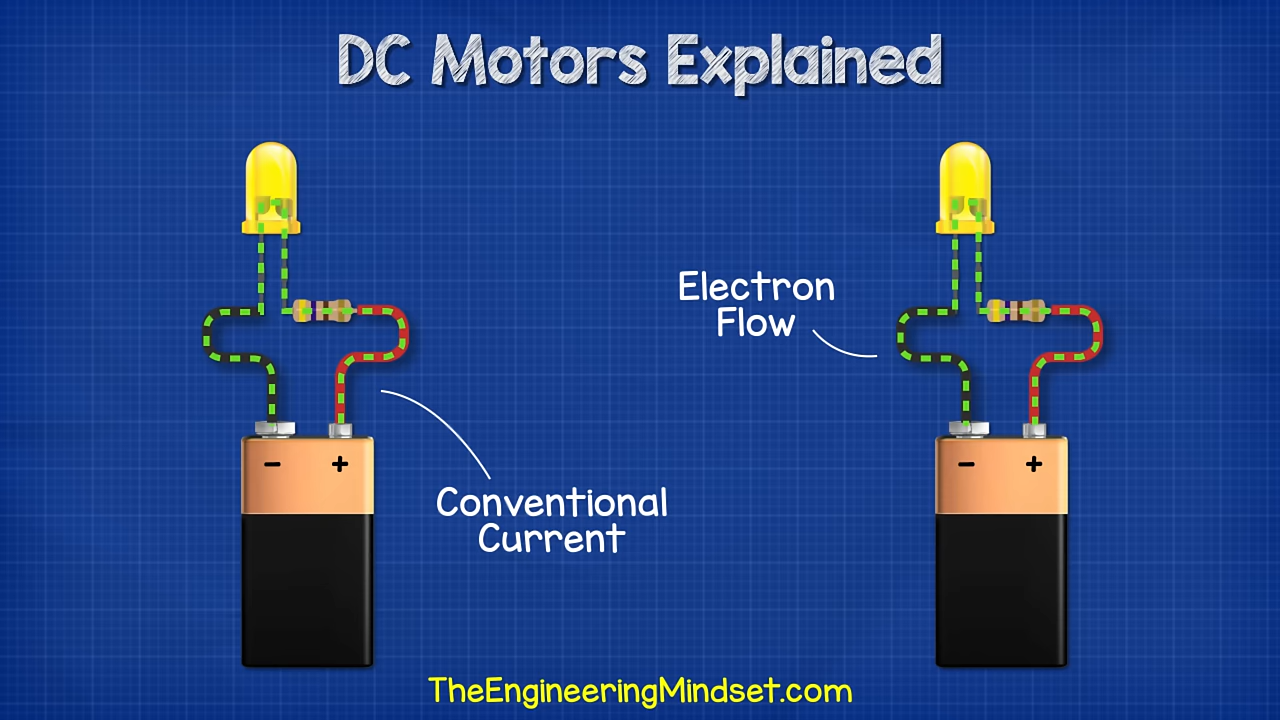 DC Motors Explained
Electron
Flow
Conventional
Current
− +
− +
TheEngineeringMindset.com